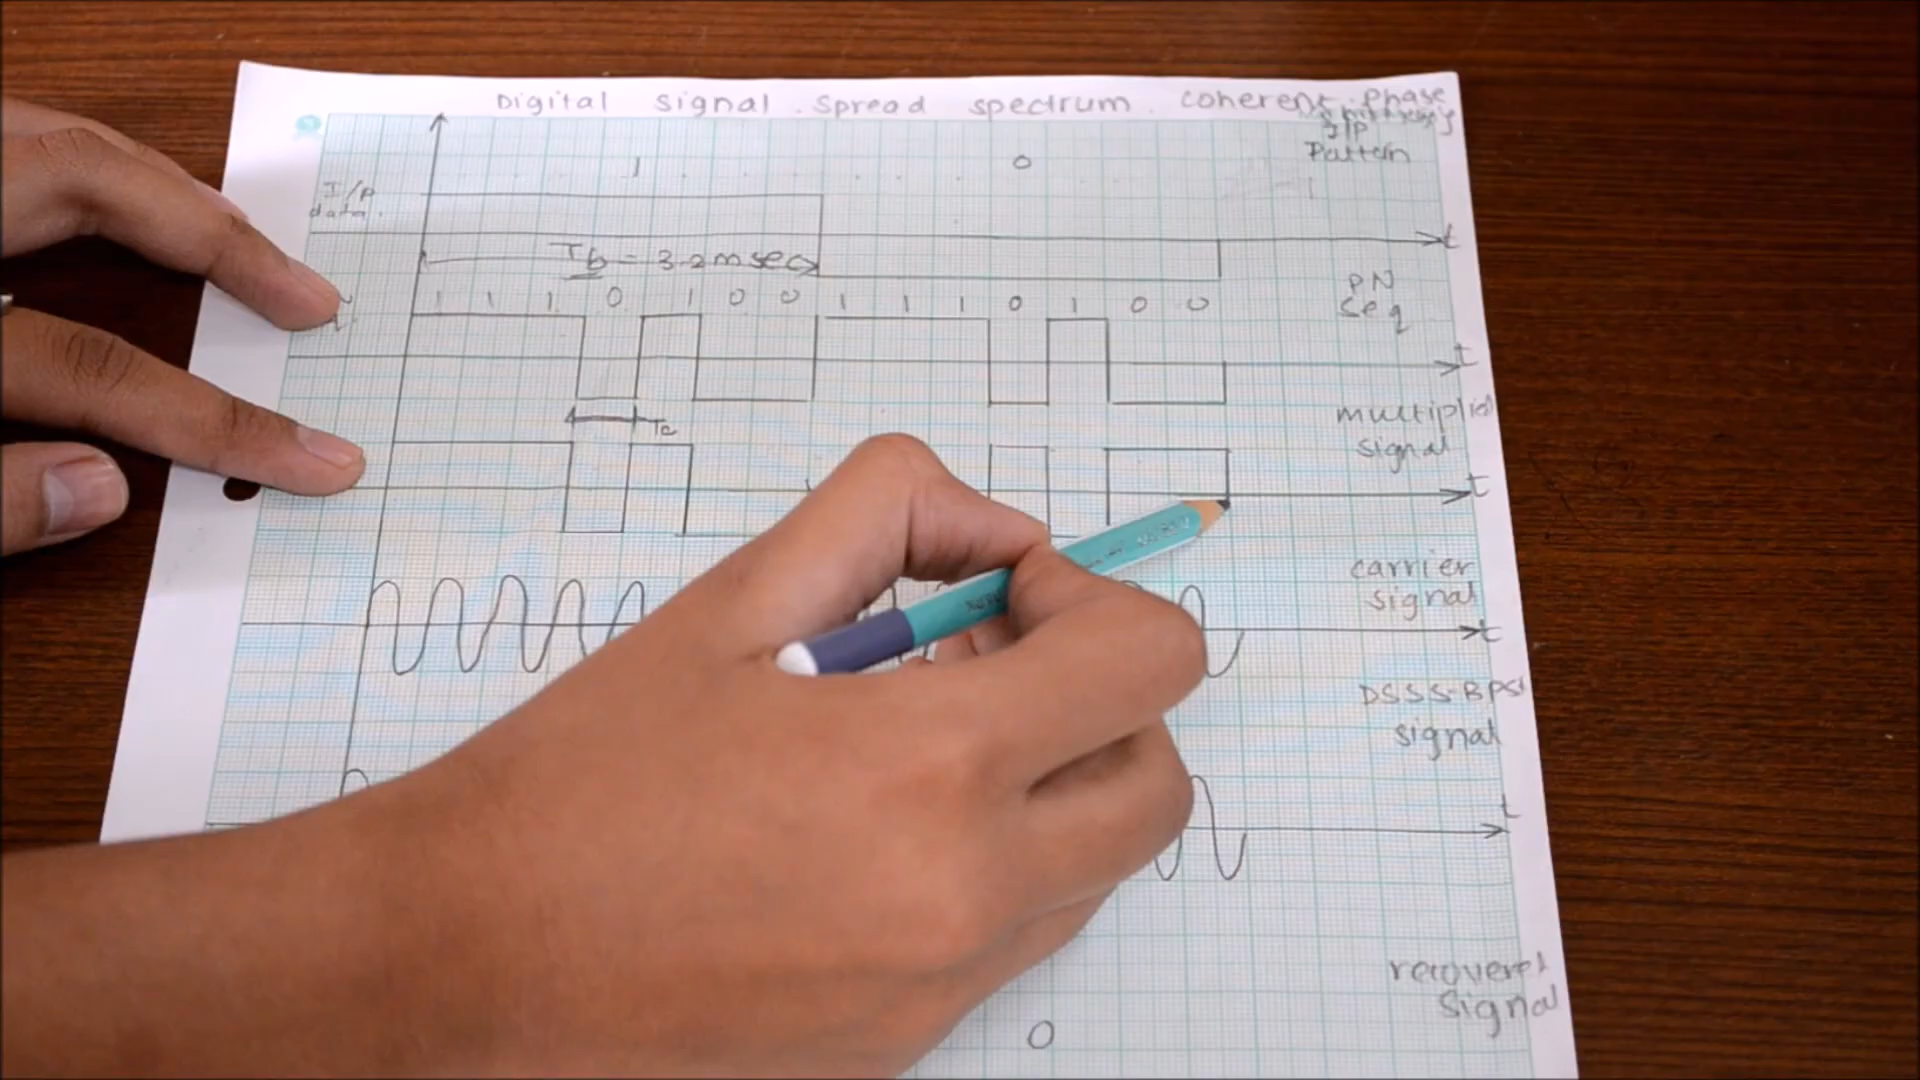 Digital signal . Spread spectrum . coherent . phase
I/P
Pattern
1 0
I/P
data.
t
Tb = 3.2 msec
PN
Seq
1 1 1 0 1 0 0 1 1 1 0 1 0 0
t
Tc
multiplied
signal
t
carrier
signal
t
DSSS-BPSK
signal
t
recovered
signal
0